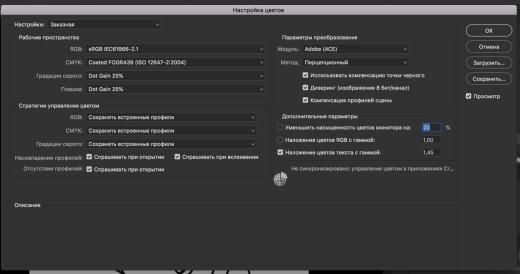 Настройка цветов
Настройки: Заказная
Рабочие пространства
RGB: sRGB IEC61966-2.1
CMYK: Coated FOGRA39 (ISO 12647-2:2004)
Градации серого: Dot Gain 25%
Плашка: Dot Gain 25%
Стратегии управления цветом
RGB: Сохранять встроенные профили
CMYK: Сохранять встроенные профили
Градации серого: Сохранять встроенные профили
Несовпадение профилей: Спрашивать при открытии Спрашивать при вклеивании
Отсутствие профилей: Спрашивать при открытии
Параметры преобразования
Модуль: Adobe (ACE)
Метод: Перцепционный
Использовать компенсацию точки черного
Дизеринг (изображения 8 бит/канал)
Компенсация профилей сцены
Дополнительные параметры
Уменьшить насыщенность цветов монитора на: 20 %
Наложение цветов RGB с гаммой: 1,00
Наложение цветов текста с гаммой: 1,45
Не синхронизировано: управление цветом в приложениях Cr...
OK
Отмена
Загрузить...
Сохранить...
Просмотр
Описание